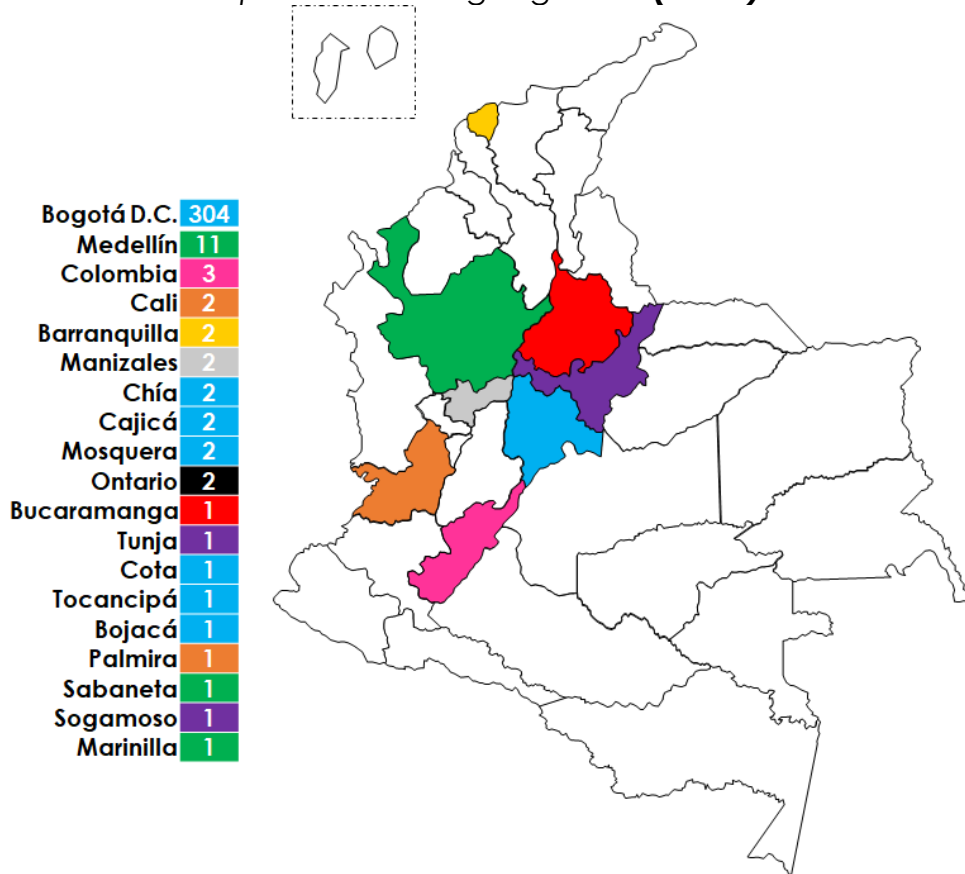 Bogotá D.C. 304
Medellín 11
Colombia 3
Cali 2
Barranquilla 2
Manizales 2
Chía 2
Cajicá 2
Mosquera 2
Ontario 2
Bucaramanga 1
Tunja 1
Cota 1
Tocancipá 1
Bojacá 1
Palmira 1
Sabaneta 1
Sogamoso 1
Marinilla 1